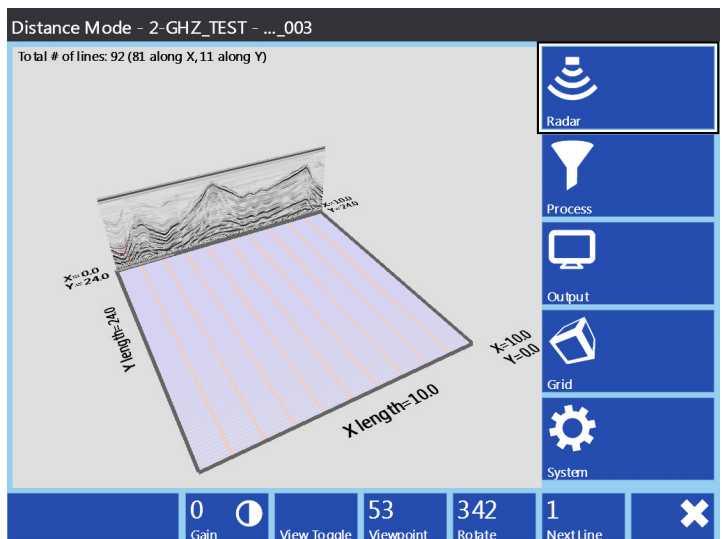 Distance Mode - 2-GHZ_TEST - ..._003
Total # of lines: 92 (81 along X, 11 along Y)
Radar
Process
Output
Grid
System
X=10.0
Y=24.0
X=0.0
Y=24.0
Y length=24.0
X=10.0
Y=0.0
X length=10.0
0
Gain
View Toggle
53
Viewpoint
342
Rotate
1
Next Line